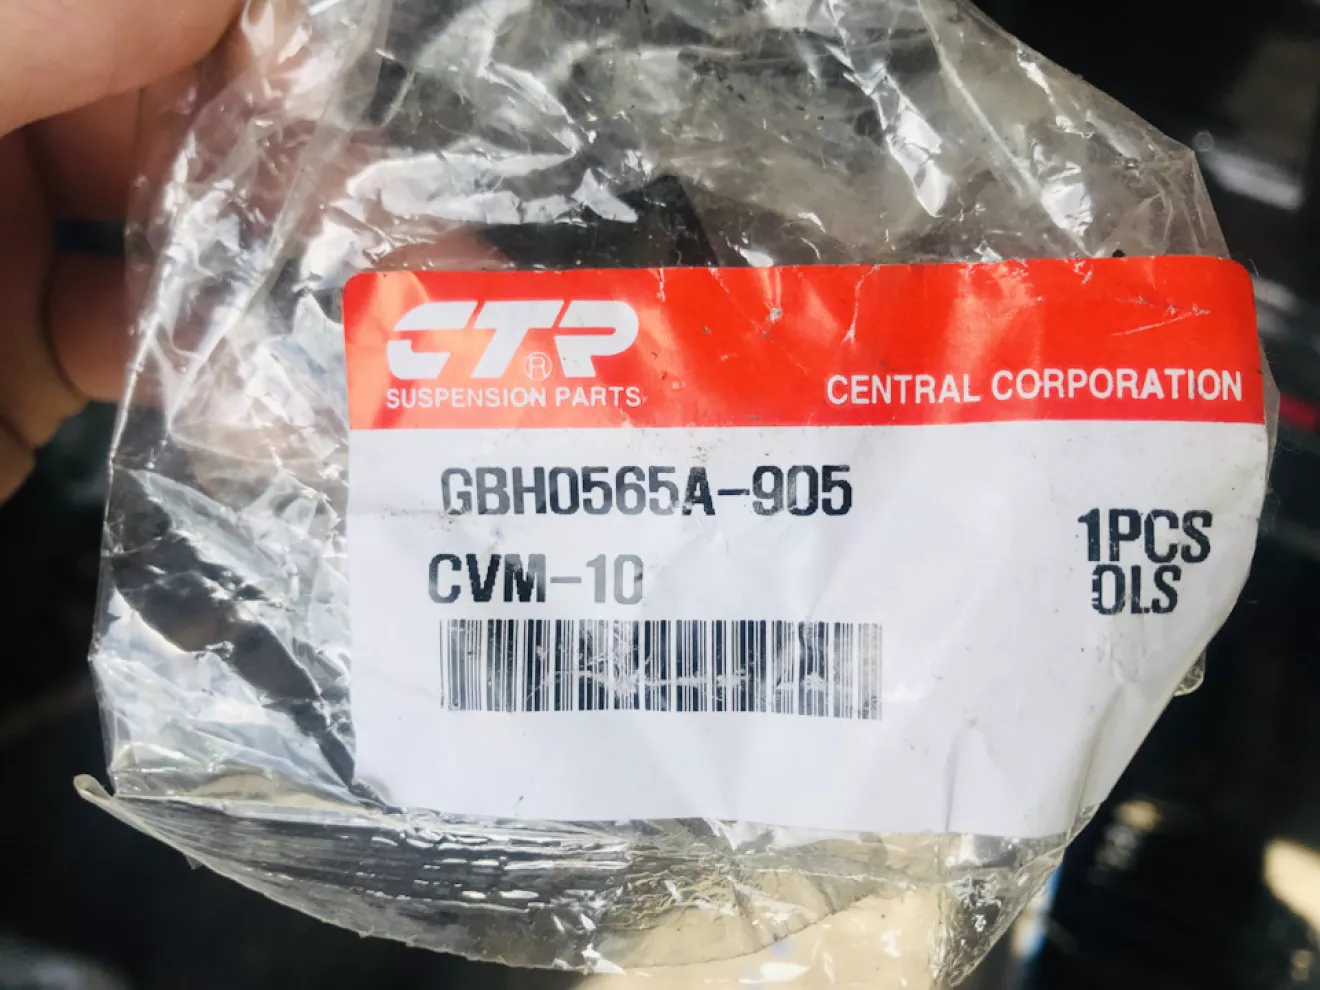 CTR®
SUSPENSION PARTS
CENTRAL CORPORATION
GBH0565A-905
CVM-10
1PCS
OLS